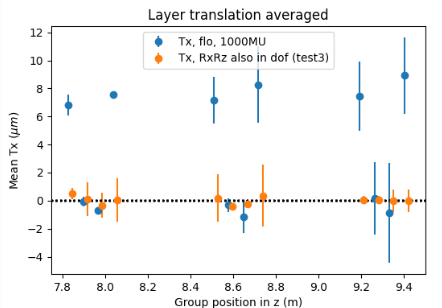 Layer translation averaged
Tx, flo, 1000MU
Tx, RxRz also in dof (test3)
Mean Tx (μm)
12
10
8
6
4
2
0
−2
−4
7.8 8.0 8.2 8.4 8.6 8.8 9.0 9.2 9.4
Group position in z (m)